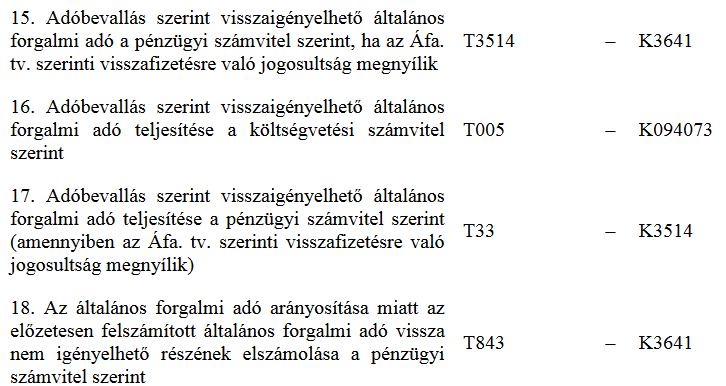 15. Adóbevallás szerint visszaigényelhető általános
forgalmi adó a pénzügyi számvitel szerint, ha az Áfa. T3514 – K3641
tv. szerinti visszafizetésre való jogosultság megnyílik
16. Adóbevallás szerint visszaigényelhető általános
forgalmi adó teljesítése a költségvetési számvitel T005 – K094073
szerint
17. Adóbevallás szerint visszaigényelhető általános
forgalmi adó teljesítése a pénzügyi számvitel szerint
(amennyiben az Áfa. tv. szerinti visszafizetésre való T33 – K3514
jogosultság megnyílik)
18. Az általános forgalmi adó arányosítása miatt az
előzetesen felszámított általános forgalmi adó vissza
nem igényelhető részének elszámolása a pénzügyi T843 – K3641
számvitel szerint